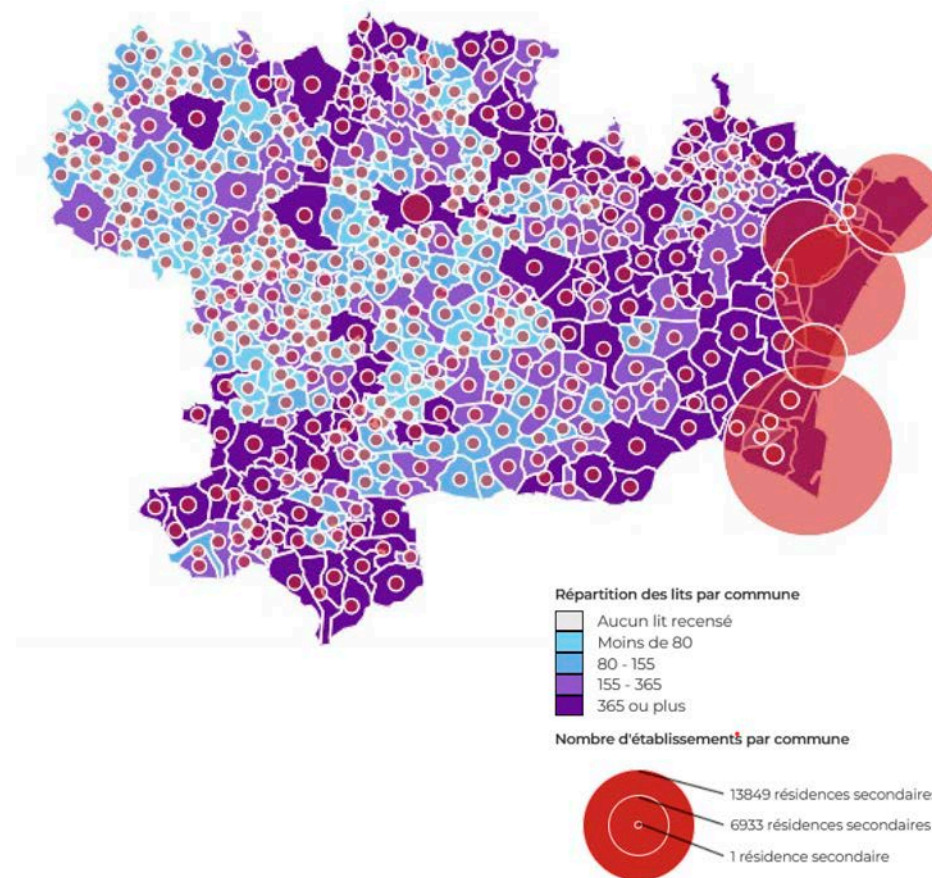 Répartition des lits par commune
Aucun lit recensé
Moins de 80
80 - 155
155 - 365
365 ou plus
Nombre d'établissements par commune
13849 résidences secondaires
6933 résidences secondaires
1 résidence secondaire